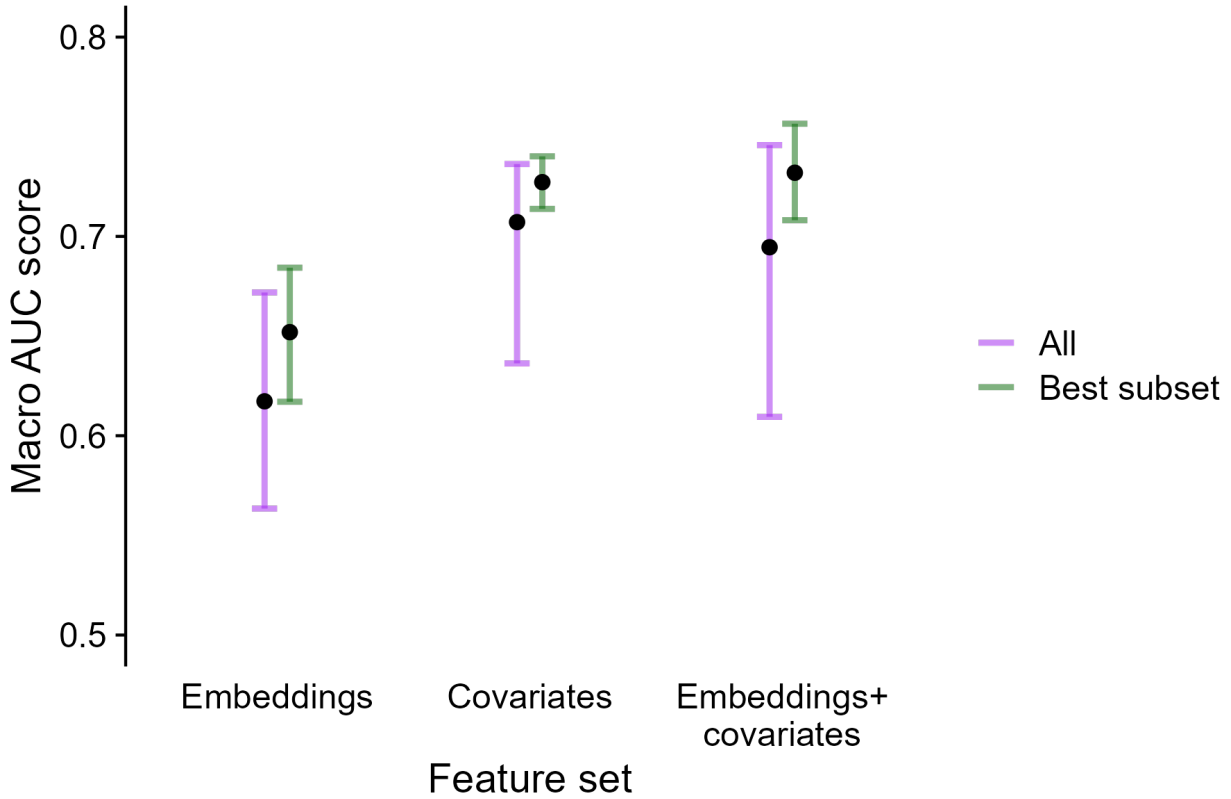 Macro AUC score
0.8
0.7
0.6
0.5
Embeddings
Covariates
Embeddings+
covariates
Feature set
All
Best subset